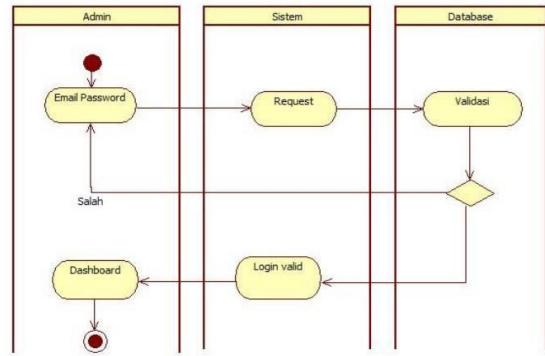 Admin
Sistem
Database
Email Password
Request
Validasi
Salah
Dashboard
Login valid